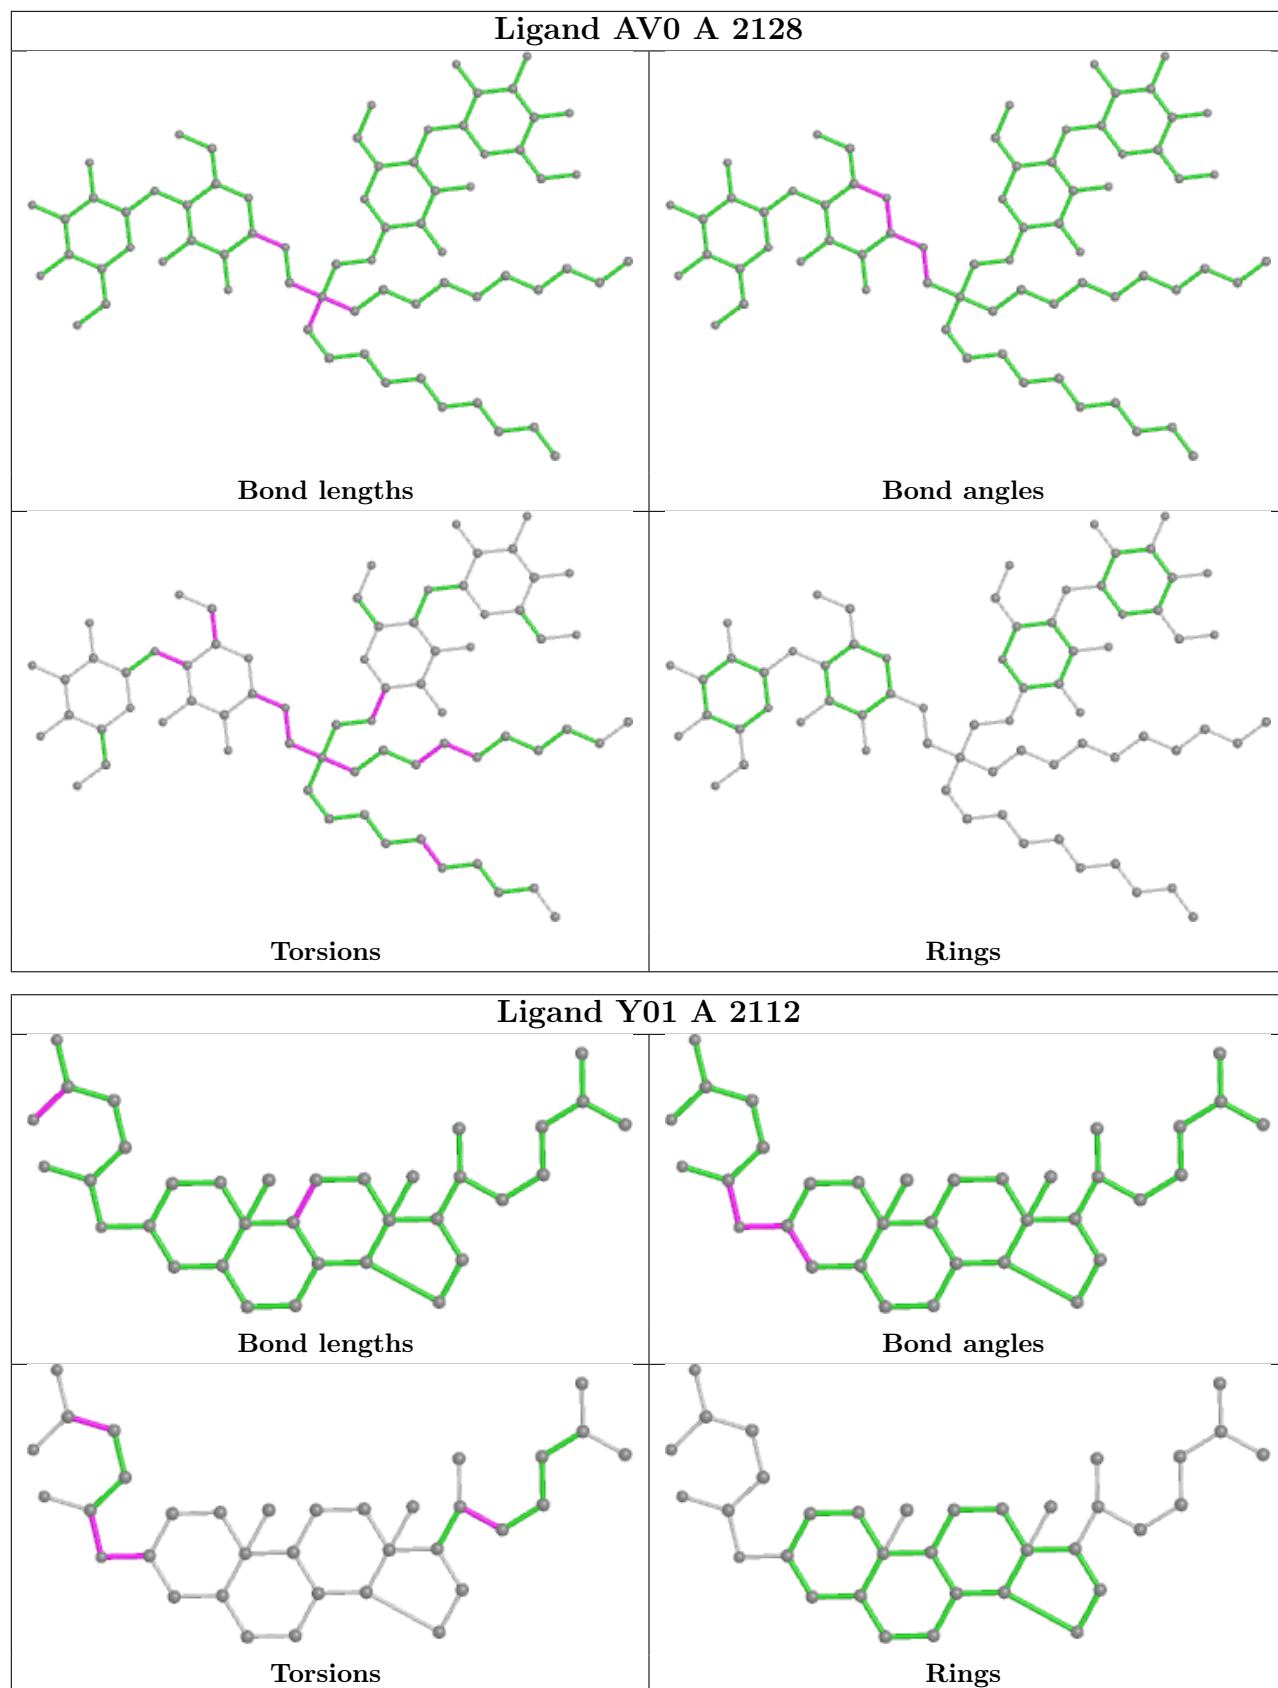 Ligand AV0 A 2128
Bond lengths
Bond angles
Torsions
Rings
Ligand Y01 A 2112
Bond lengths
Bond angles
Torsions
Rings